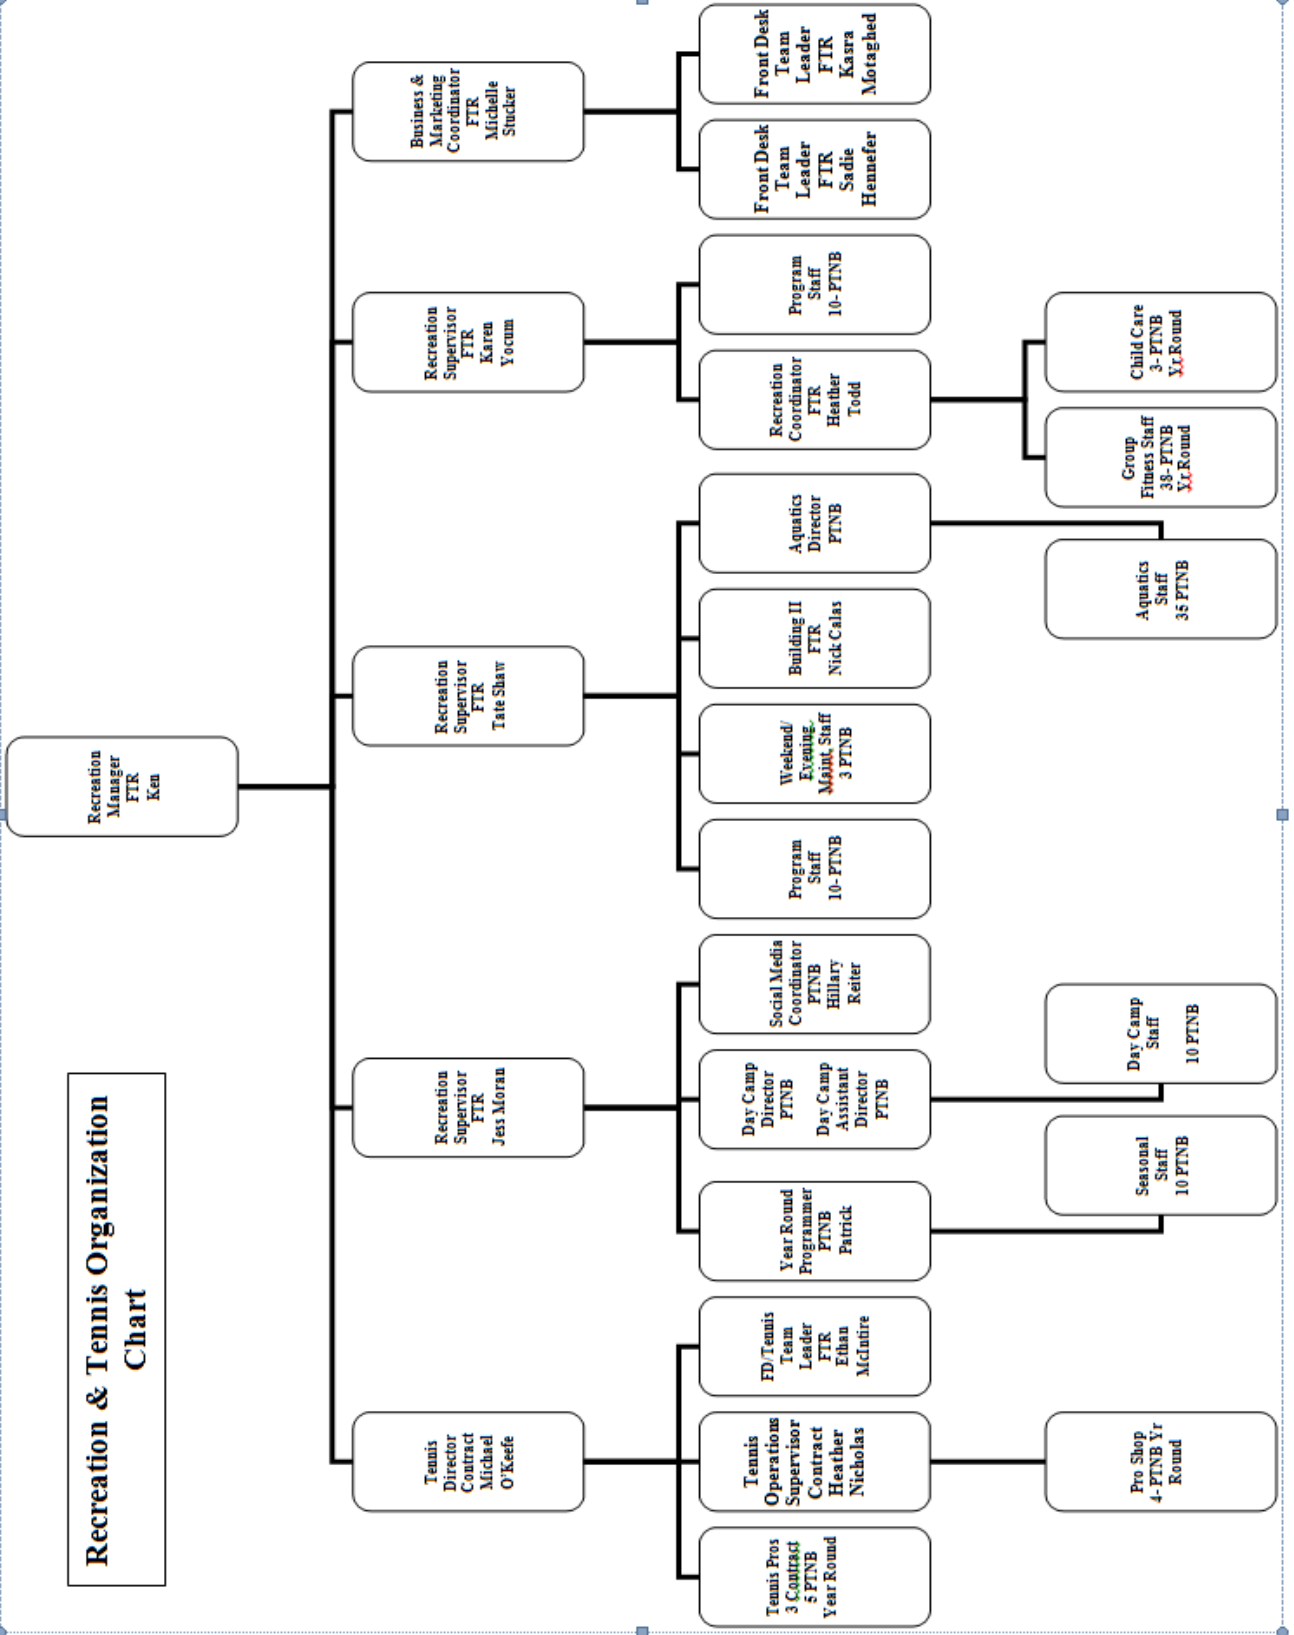 Recreation & Tennis Organization
Chart
Recreation
Manager
FTR
Ken
Tennis
Director
Contract
Michael
O'Keefe
Recreation
Supervisor
FTR
Jess Moran
Recreation
Supervisor
FTR
Tate Shaw
Recreation
Supervisor
FTR
Karen
Yocum
Business &
Marketing
Coordinator
FTR
Michelle
Stucker
Tennis Pros
3 Contract
5 PTNB
Year Round
Tennis
Operations
Supervisor
Contract
Heather
Nicholas
FD/Tennis
Team
Leader
FTR
Ethan
McIntire
Year Round
Programmer
PTNB
Patrick
Day Camp
Director
PTNB
Day Camp
Assistant
Director
PTNB
Social Media
Coordinator
PTNB
Hillary
Reiter
Program
Staff
10- PTNB
Weekend/
Evening
Maint. Staff
3 PTNB
Building II
FTR
Nick Calas
Aquatics
Director
PTNB
Recreation
Coordinator
FTR
Heather
Todd
Program
Staff
10- PTNB
Front Desk
Team
Leader
FTR
Sadie
Hennefer
Front Desk
Team
Leader
FTR
Kasra
Motaghed
Pro Shop
4- PTNB Yr
Round
Seasonal
Staff
10 PTNB
Day Camp
Staff
10 PTNB
Aquatics
Staff
35 PTNB
Group
Fitness Staff
38- PTNB
Yr.Round
Child Care
3- PTNB
Yr.Round